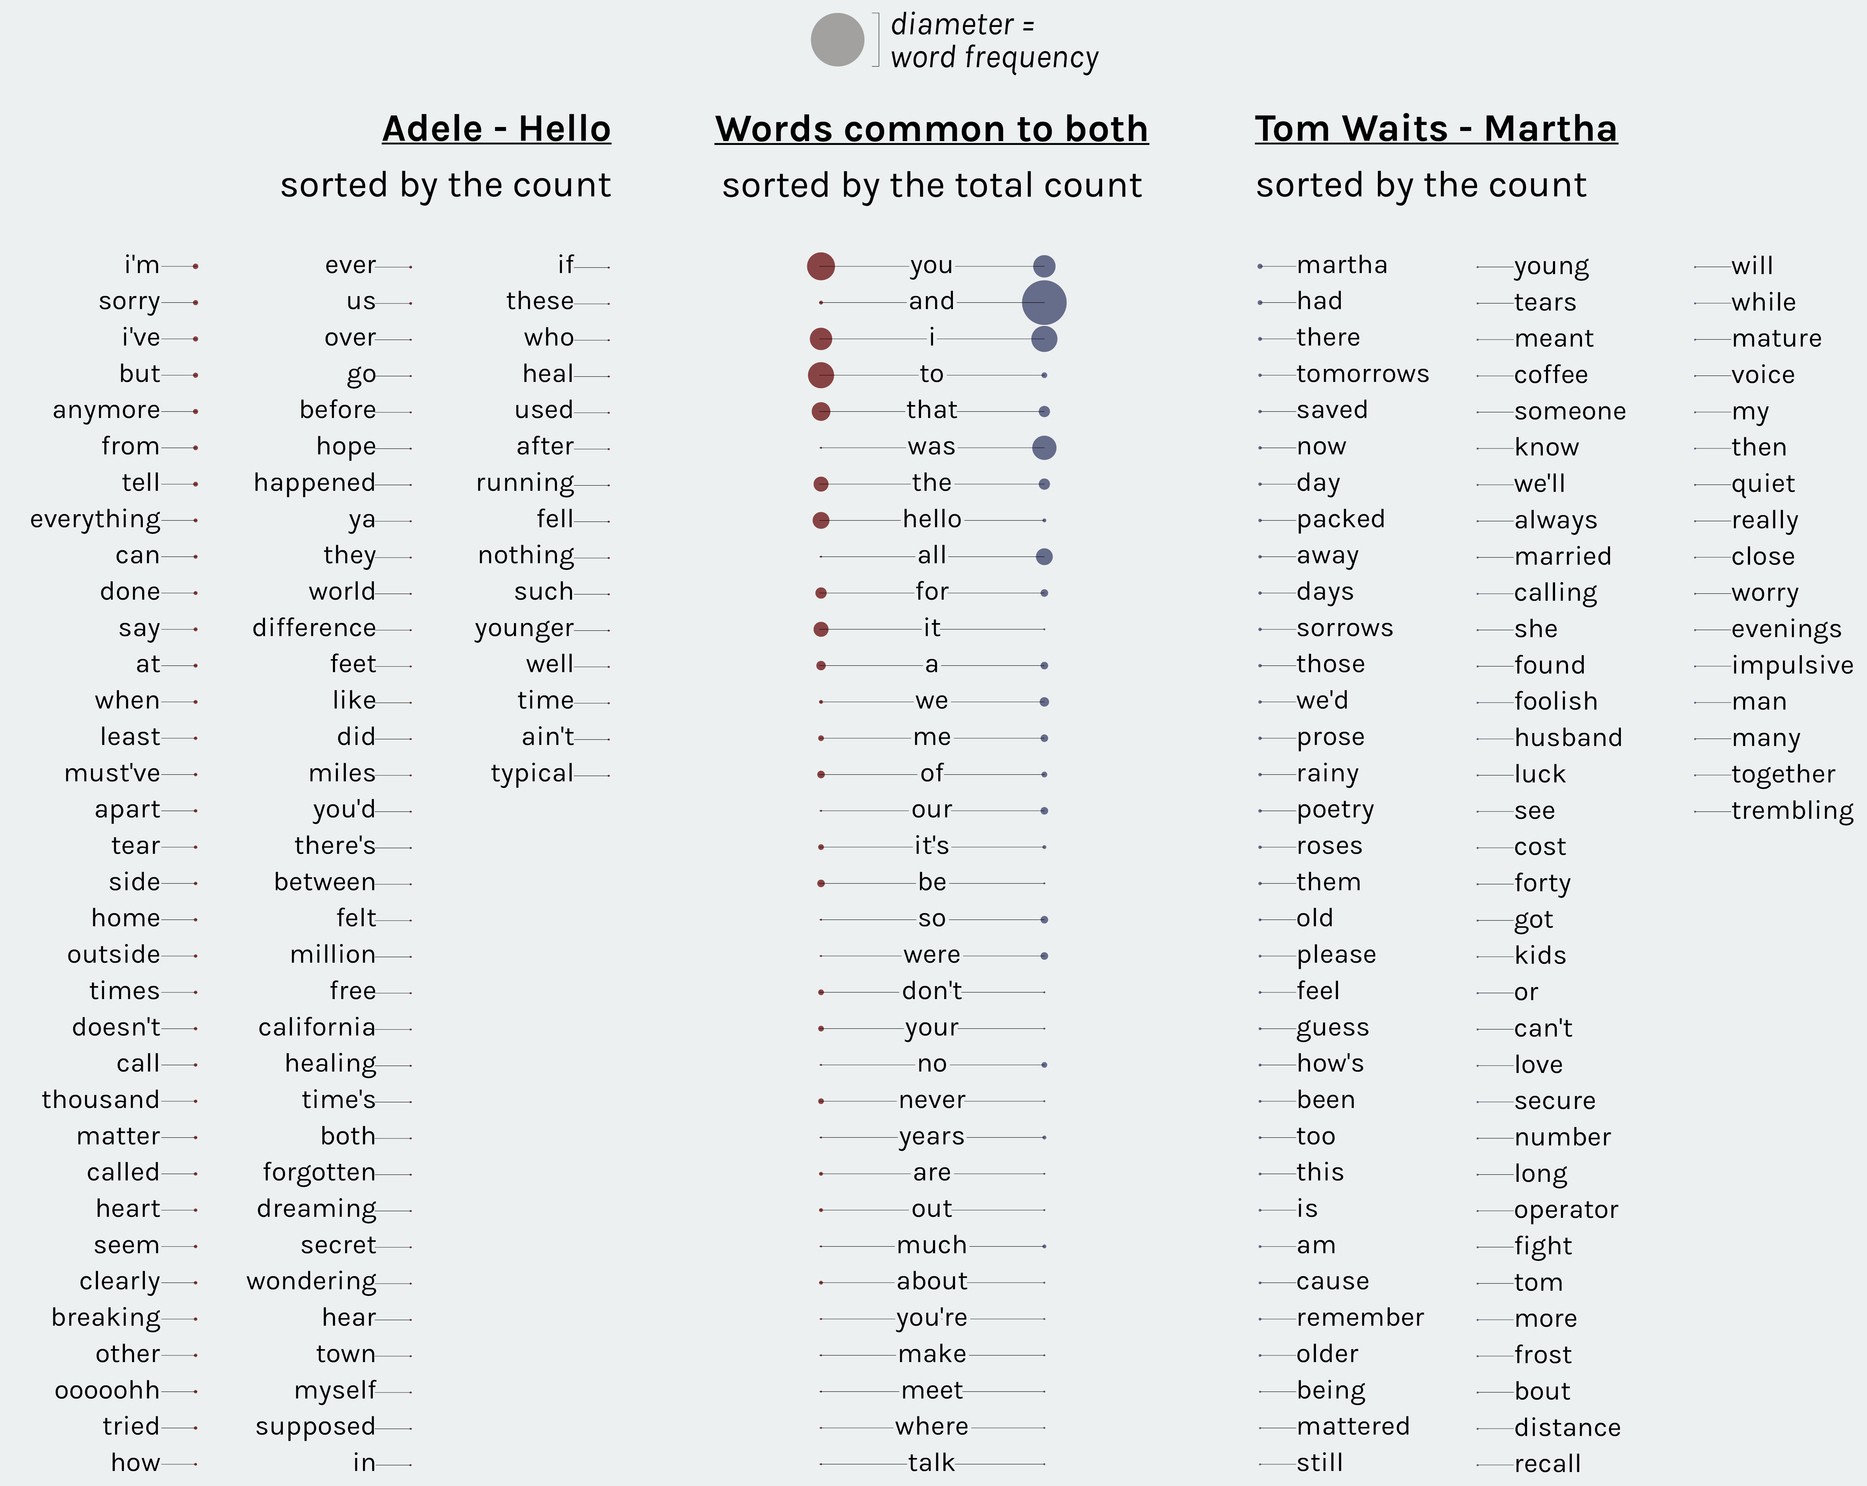 diameter =
word frequency
Adele - Hello
sorted by the count
i'm
sorry
i've
but
anymore
from
tell
everything
can
done
say
at
when
least
must've
apart
tear
side
home
outside
times
doesn't
call
thousand
matter
called
heart
seem
clearly
breaking
other
ooooohh
tried
how
ever
us
over
go
before
hope
happened
ya
they
world
difference
feet
like
did
miles
you'd
there's
between
felt
million
free
california
healing
time's
both
forgotten
dreaming
secret
wondering
hear
town
myself
supposed
in
if
these
who
heal
used
after
running
fell
nothing
such
younger
well
time
ain't
typical
Words common to both
sorted by the total count
you
and
i
to
that
was
the
hello
all
for
it
a
we
me
of
our
it's
be
so
were
don't
your
no
never
years
are
out
much
about
you're
make
meet
where
talk
Tom Waits - Martha
sorted by the count
martha
had
there
tomorrows
saved
now
day
packed
away
days
sorrows
those
we'd
prose
rainy
poetry
roses
them
old
please
feel
guess
how's
been
too
this
is
am
cause
remember
older
being
mattered
still
young
tears
meant
coffee
someone
know
we'll
always
married
calling
she
found
foolish
husband
luck
see
cost
forty
got
kids
or
can't
love
secure
number
long
operator
fight
tom
more
frost
bout
distance
recall
will
while
mature
voice
my
then
quiet
really
close
worry
evenings
impulsive
man
many
together
trembling